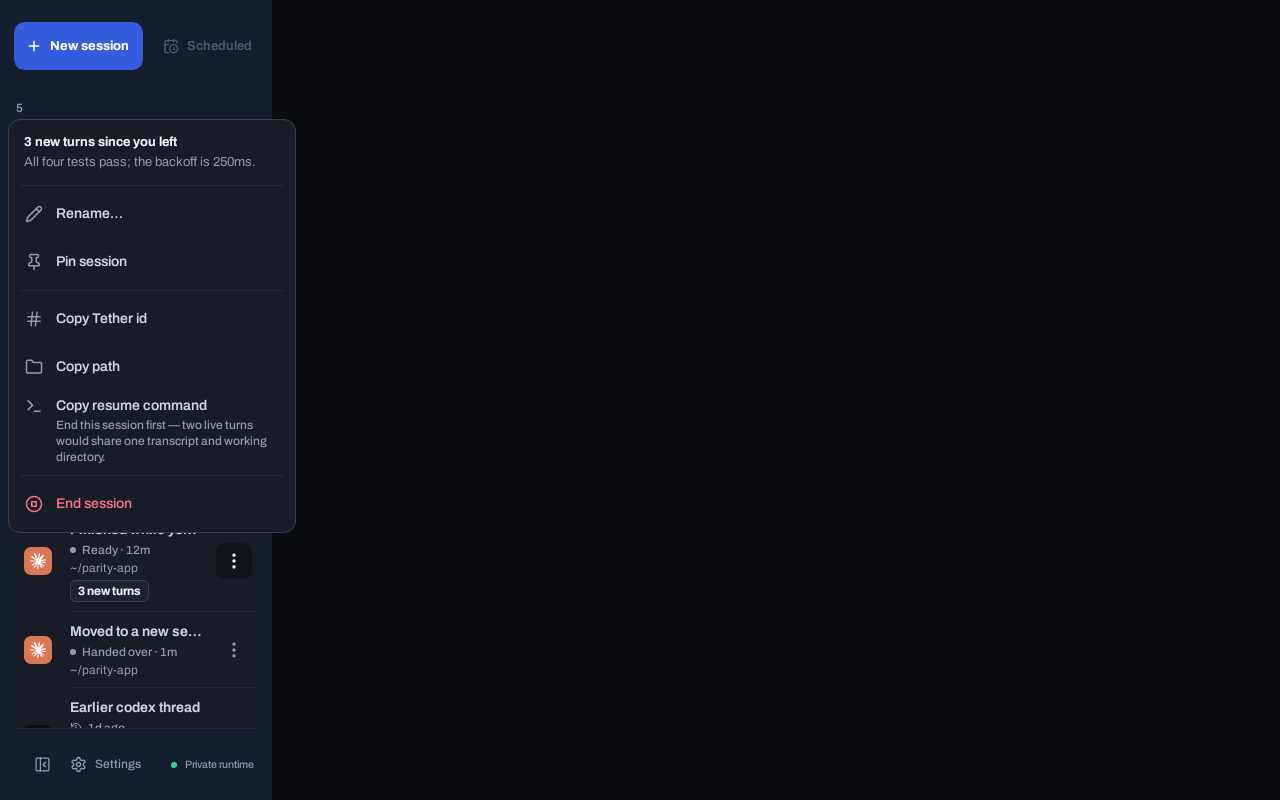 New session
Scheduled
5
3 new turns since you left
All four tests pass; the backoff is 250ms.
Rename…
Pin session
Copy Tether id
Copy path
Copy resume command
End this session first — two live turns
would share one transcript and working
directory.
End session
Ready · 12m
~/parity-app
3 new turns
Moved to a new se…
Handed over · 1m
~/parity-app
Earlier codex thread
1d ago
Settings
Private runtime